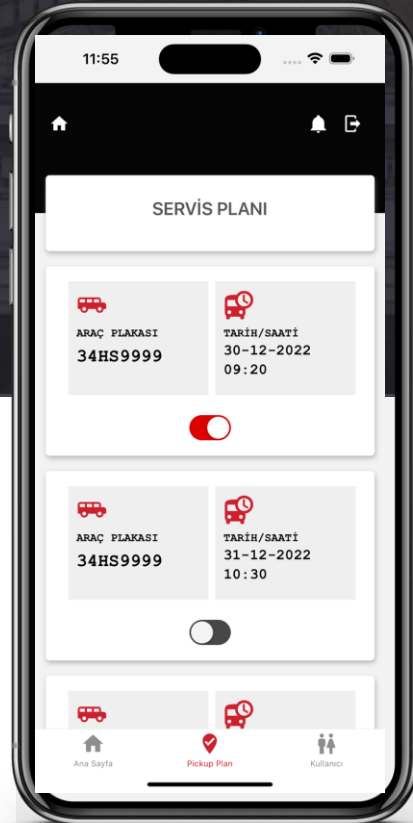 11:55
SERVİS PLANI
ARAÇ PLAKASI
34HS9999
TARİH/SAATİ
30-12-2022
09:20
ARAÇ PLAKASI
34HS9999
TARİH/SAATİ
31-12-2022
10:30
Ana Sayfa
Pickup Plan
Kullanıcı